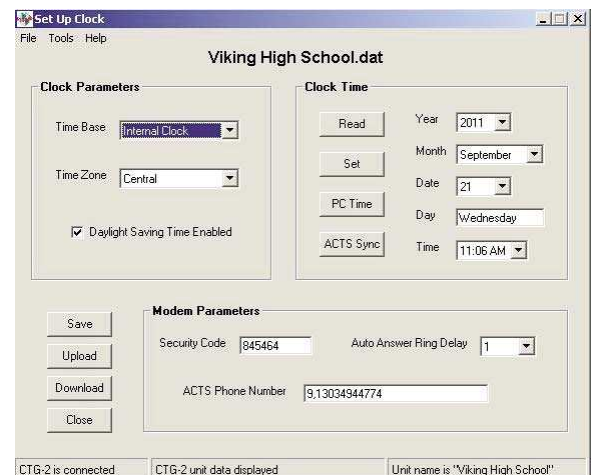 Set Up Clock
File Tools Help
Viking High School.dat
Clock Parameters
Time Base Internal Clock
Time Zone Central
Daylight Saving Time Enabled
Clock Time
Read
Set
PC Time
ACTS Sync
Year 2011
Month September
Date 21
Day Wednesday
Time 11:06 AM
Save
Upload
Download
Close
Modem Parameters
Security Code 845464
Auto Answer Ring Delay 1
ACTS Phone Number 9,13034944774
CTG-2 is connected
CTG-2 unit data displayed
Unit name is "Viking High School"